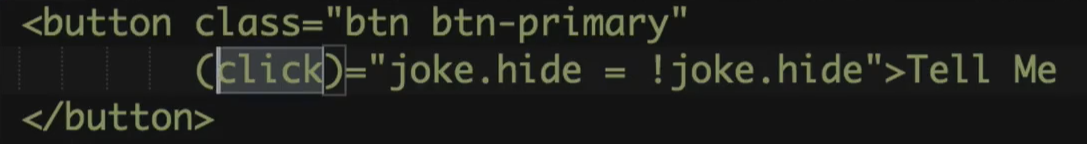 <button class="btn btn-primary"
(click)="joke.hide = !joke.hide">Tell Me
</button>